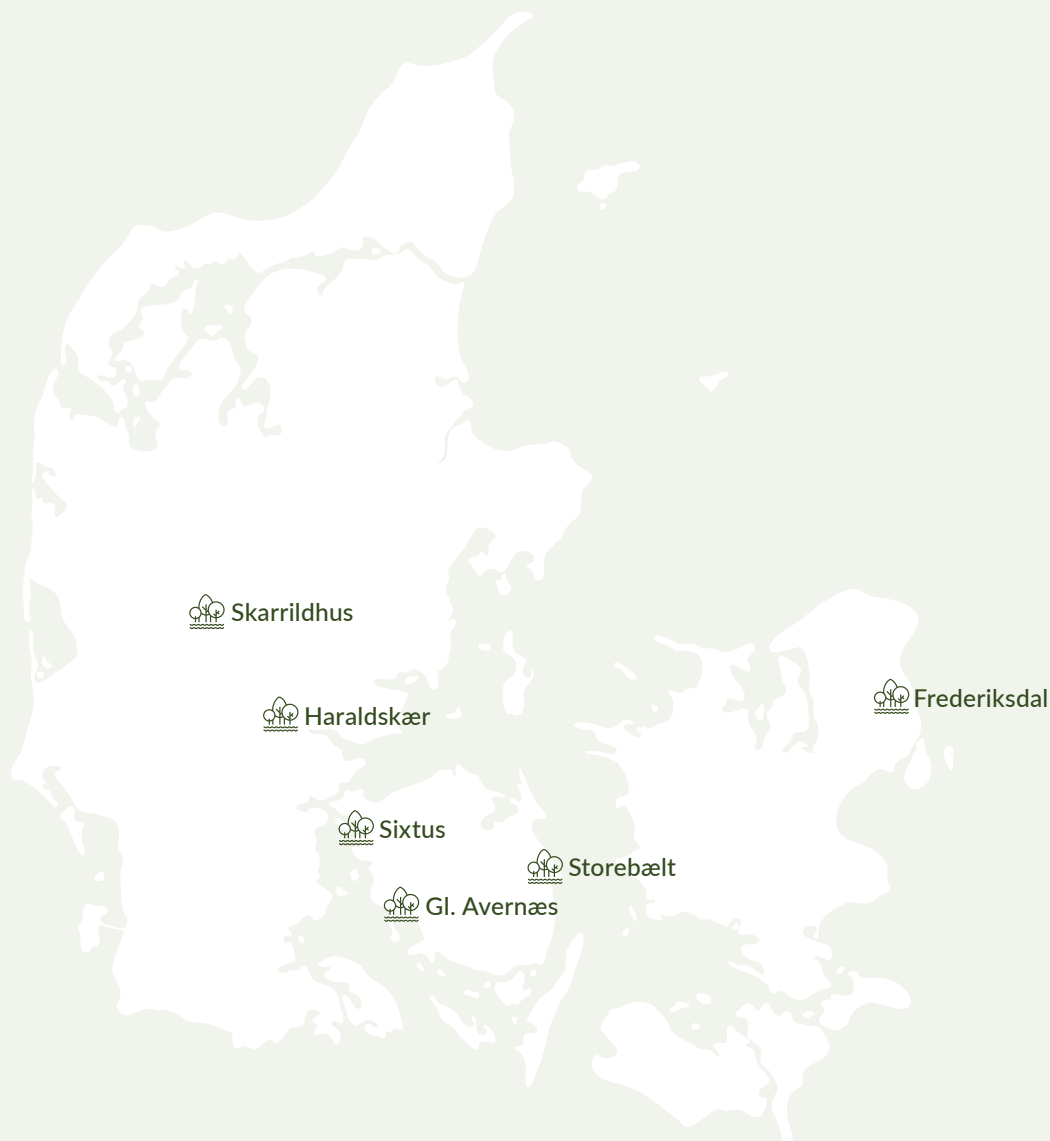 Skarrildhus
Frederiksdal
Haraldskær
Sixtus
Storebælt
Gl. Avernæs